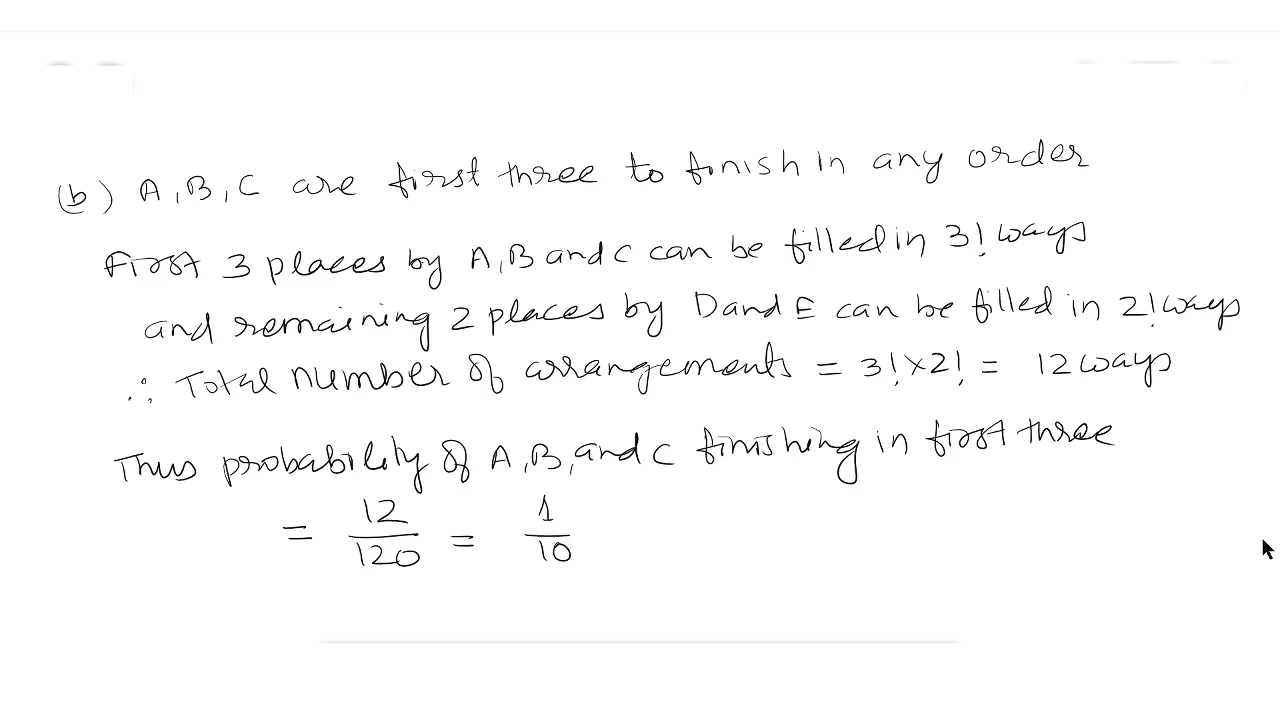 (b) A, B, C are first three to finish in any order
First 3 places by A, B and C can be filled in 3! ways
and remaining 2 places by D and E can be filled in 2! ways
∴ Total number of arrangements = 3! × 2! = 12 ways
Thus probability of A, B, and C finishing in first three
= 12/120 = 1/10